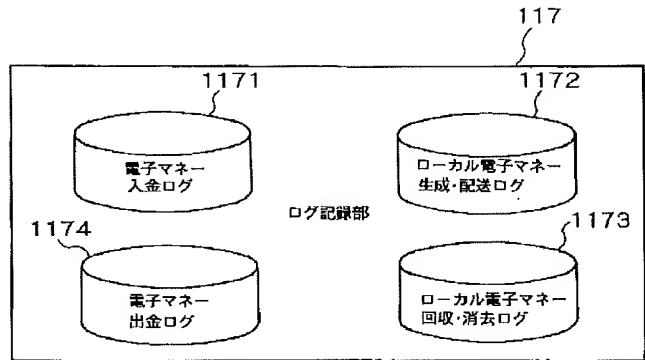 117
1171
1172
電子マネー
入金ログ
ローカル電子マネー
生成・配送ログ
ログ記録部
1174
1173
電子マネー
出金ログ
ローカル電子マネー
回収・消去ログ